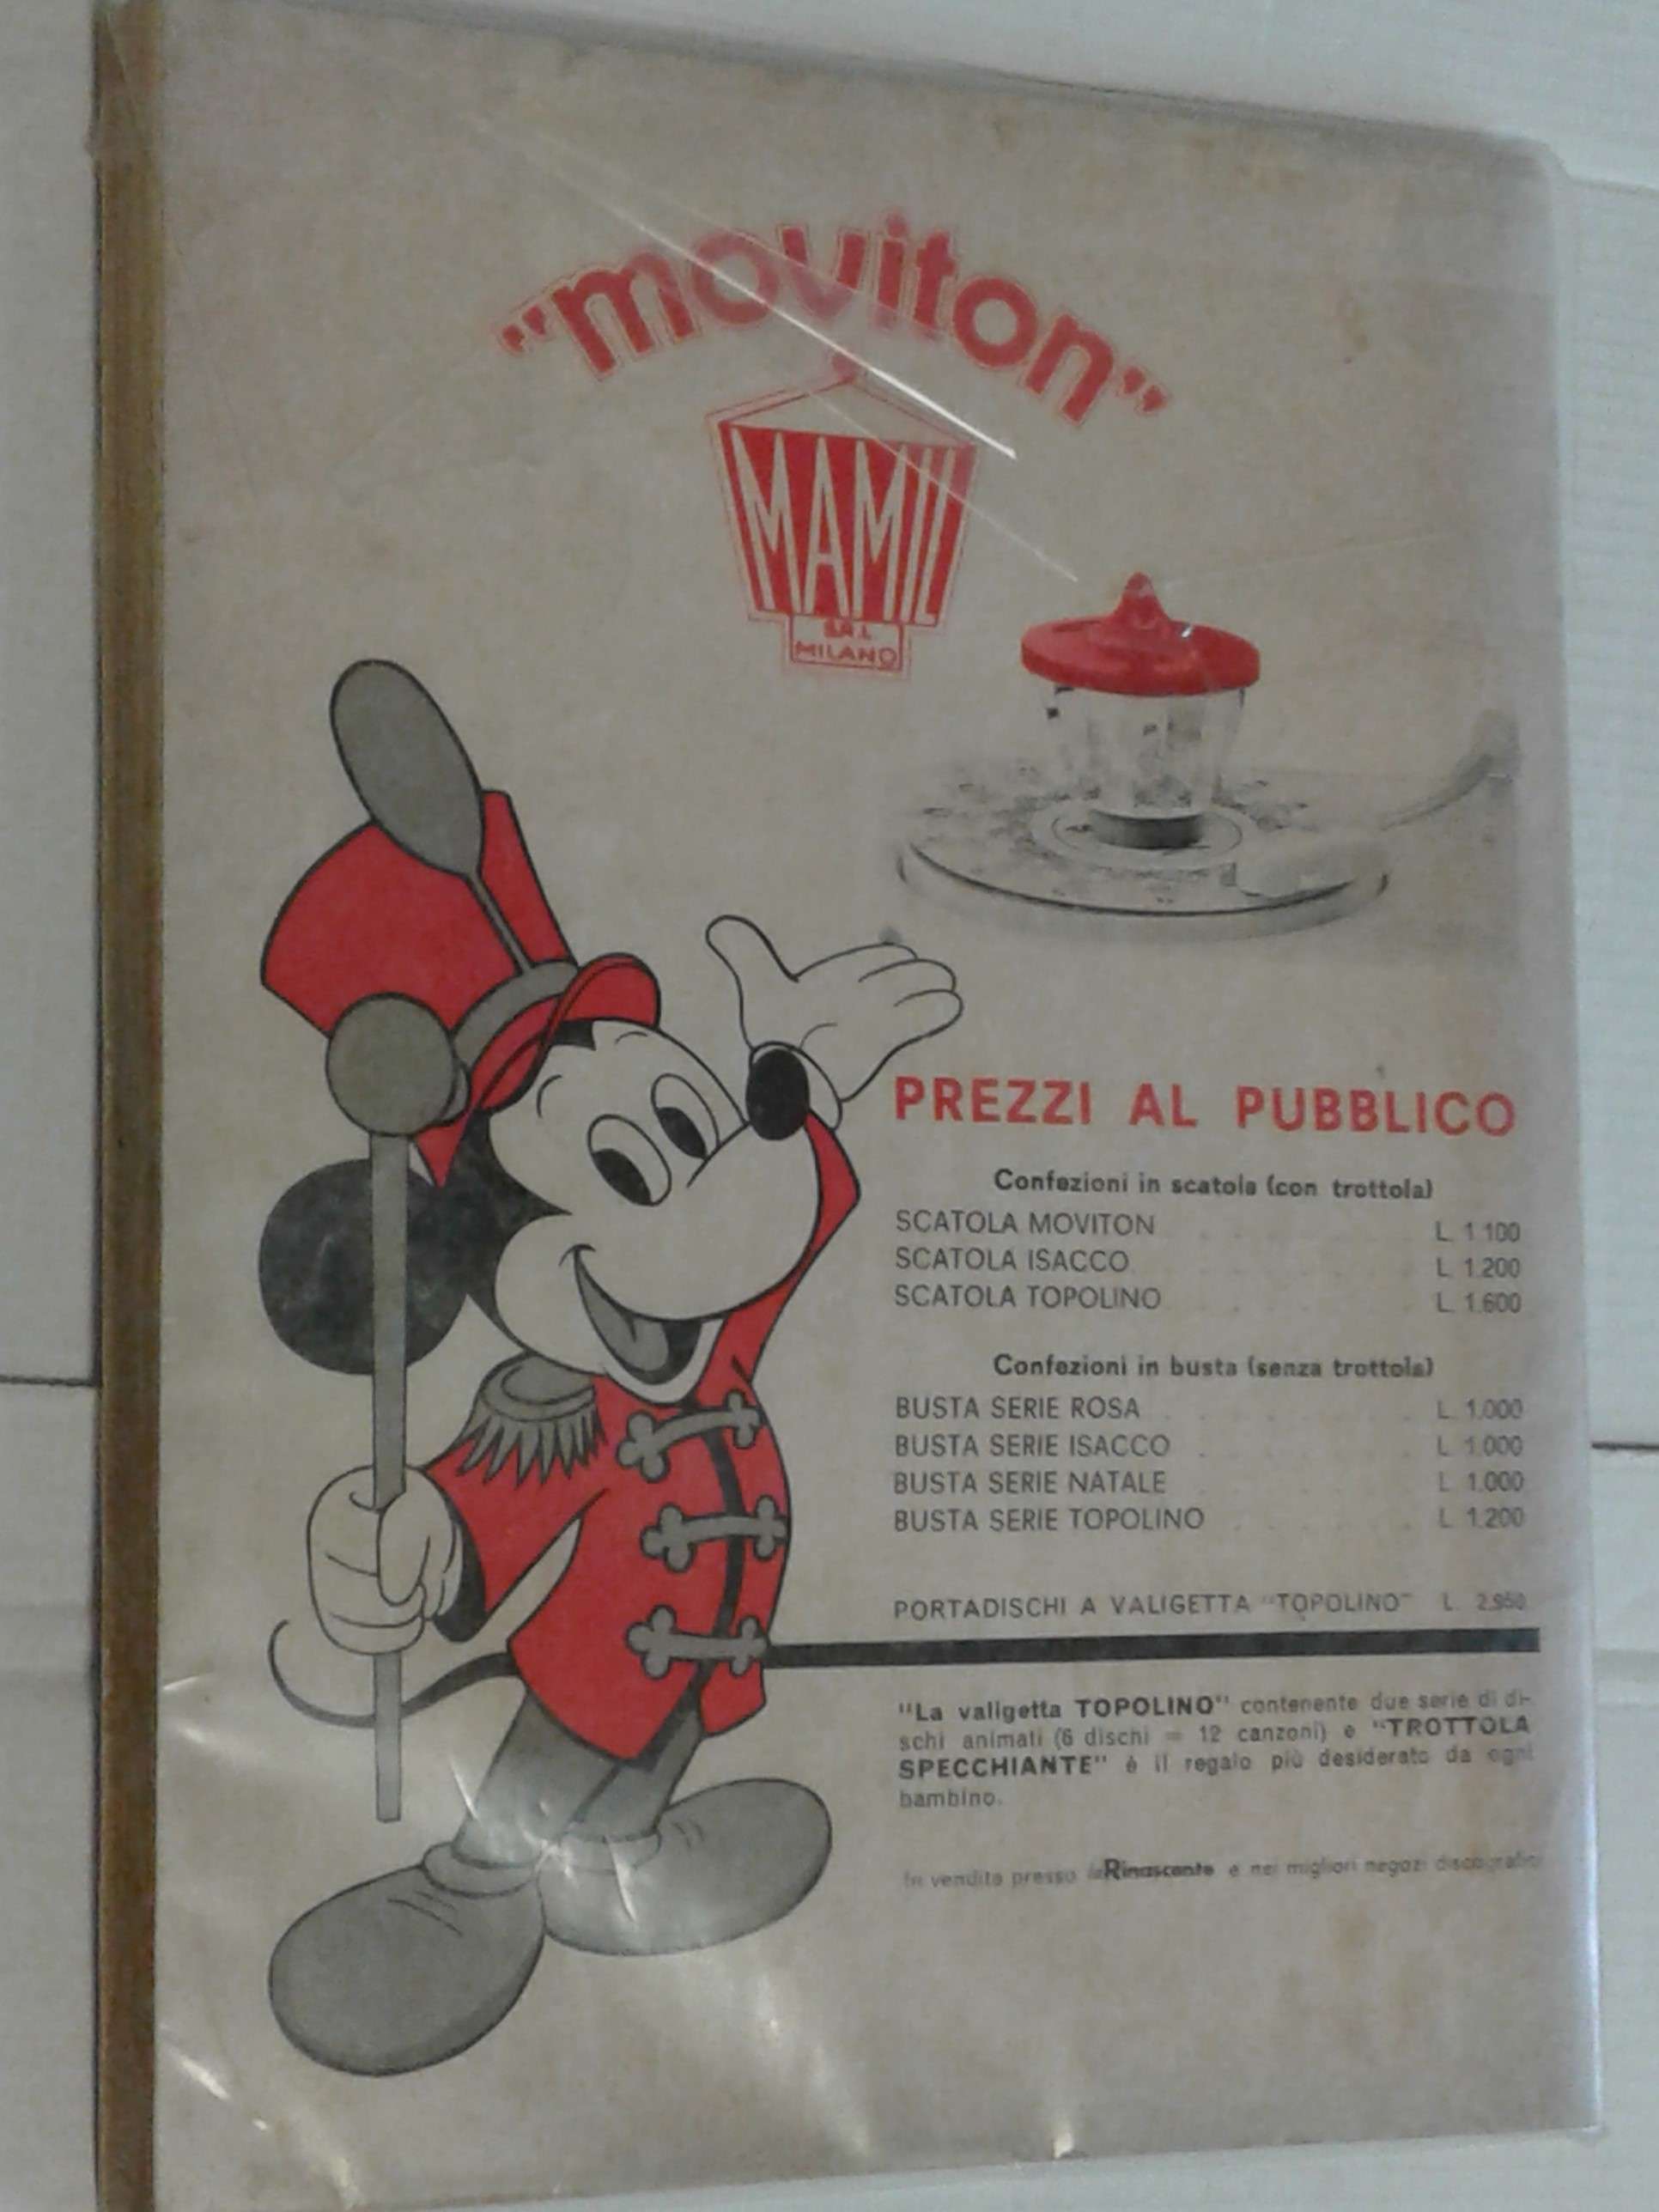 "moviton"
MAMIL
S.R.L.
MILANO
PREZZI AL PUBBLICO
Confezioni in scatola (con trottola)
SCATOLA MOVITON L. 1.100
SCATOLA ISACCO L. 1.200
SCATOLA TOPOLINO L. 1.600
Confezioni in busta (senza trottola)
BUSTA SERIE ROSA L. 1.000
BUSTA SERIE ISACCO L. 1.000
BUSTA SERIE NATALE L. 1.000
BUSTA SERIE TOPOLINO L. 1.200
PORTADISCHI A VALIGETTA "TOPOLINO" L. 2.950
"La valigetta TOPOLINO" contenente due serie di di-
schi animati (6 dischi = 12 canzoni) e "TROTTOLA
SPECCHIANTE" è il regalo più desiderato da ogni
bambino.
In vendita presso la Rinascente e nei migliori negozi discografici